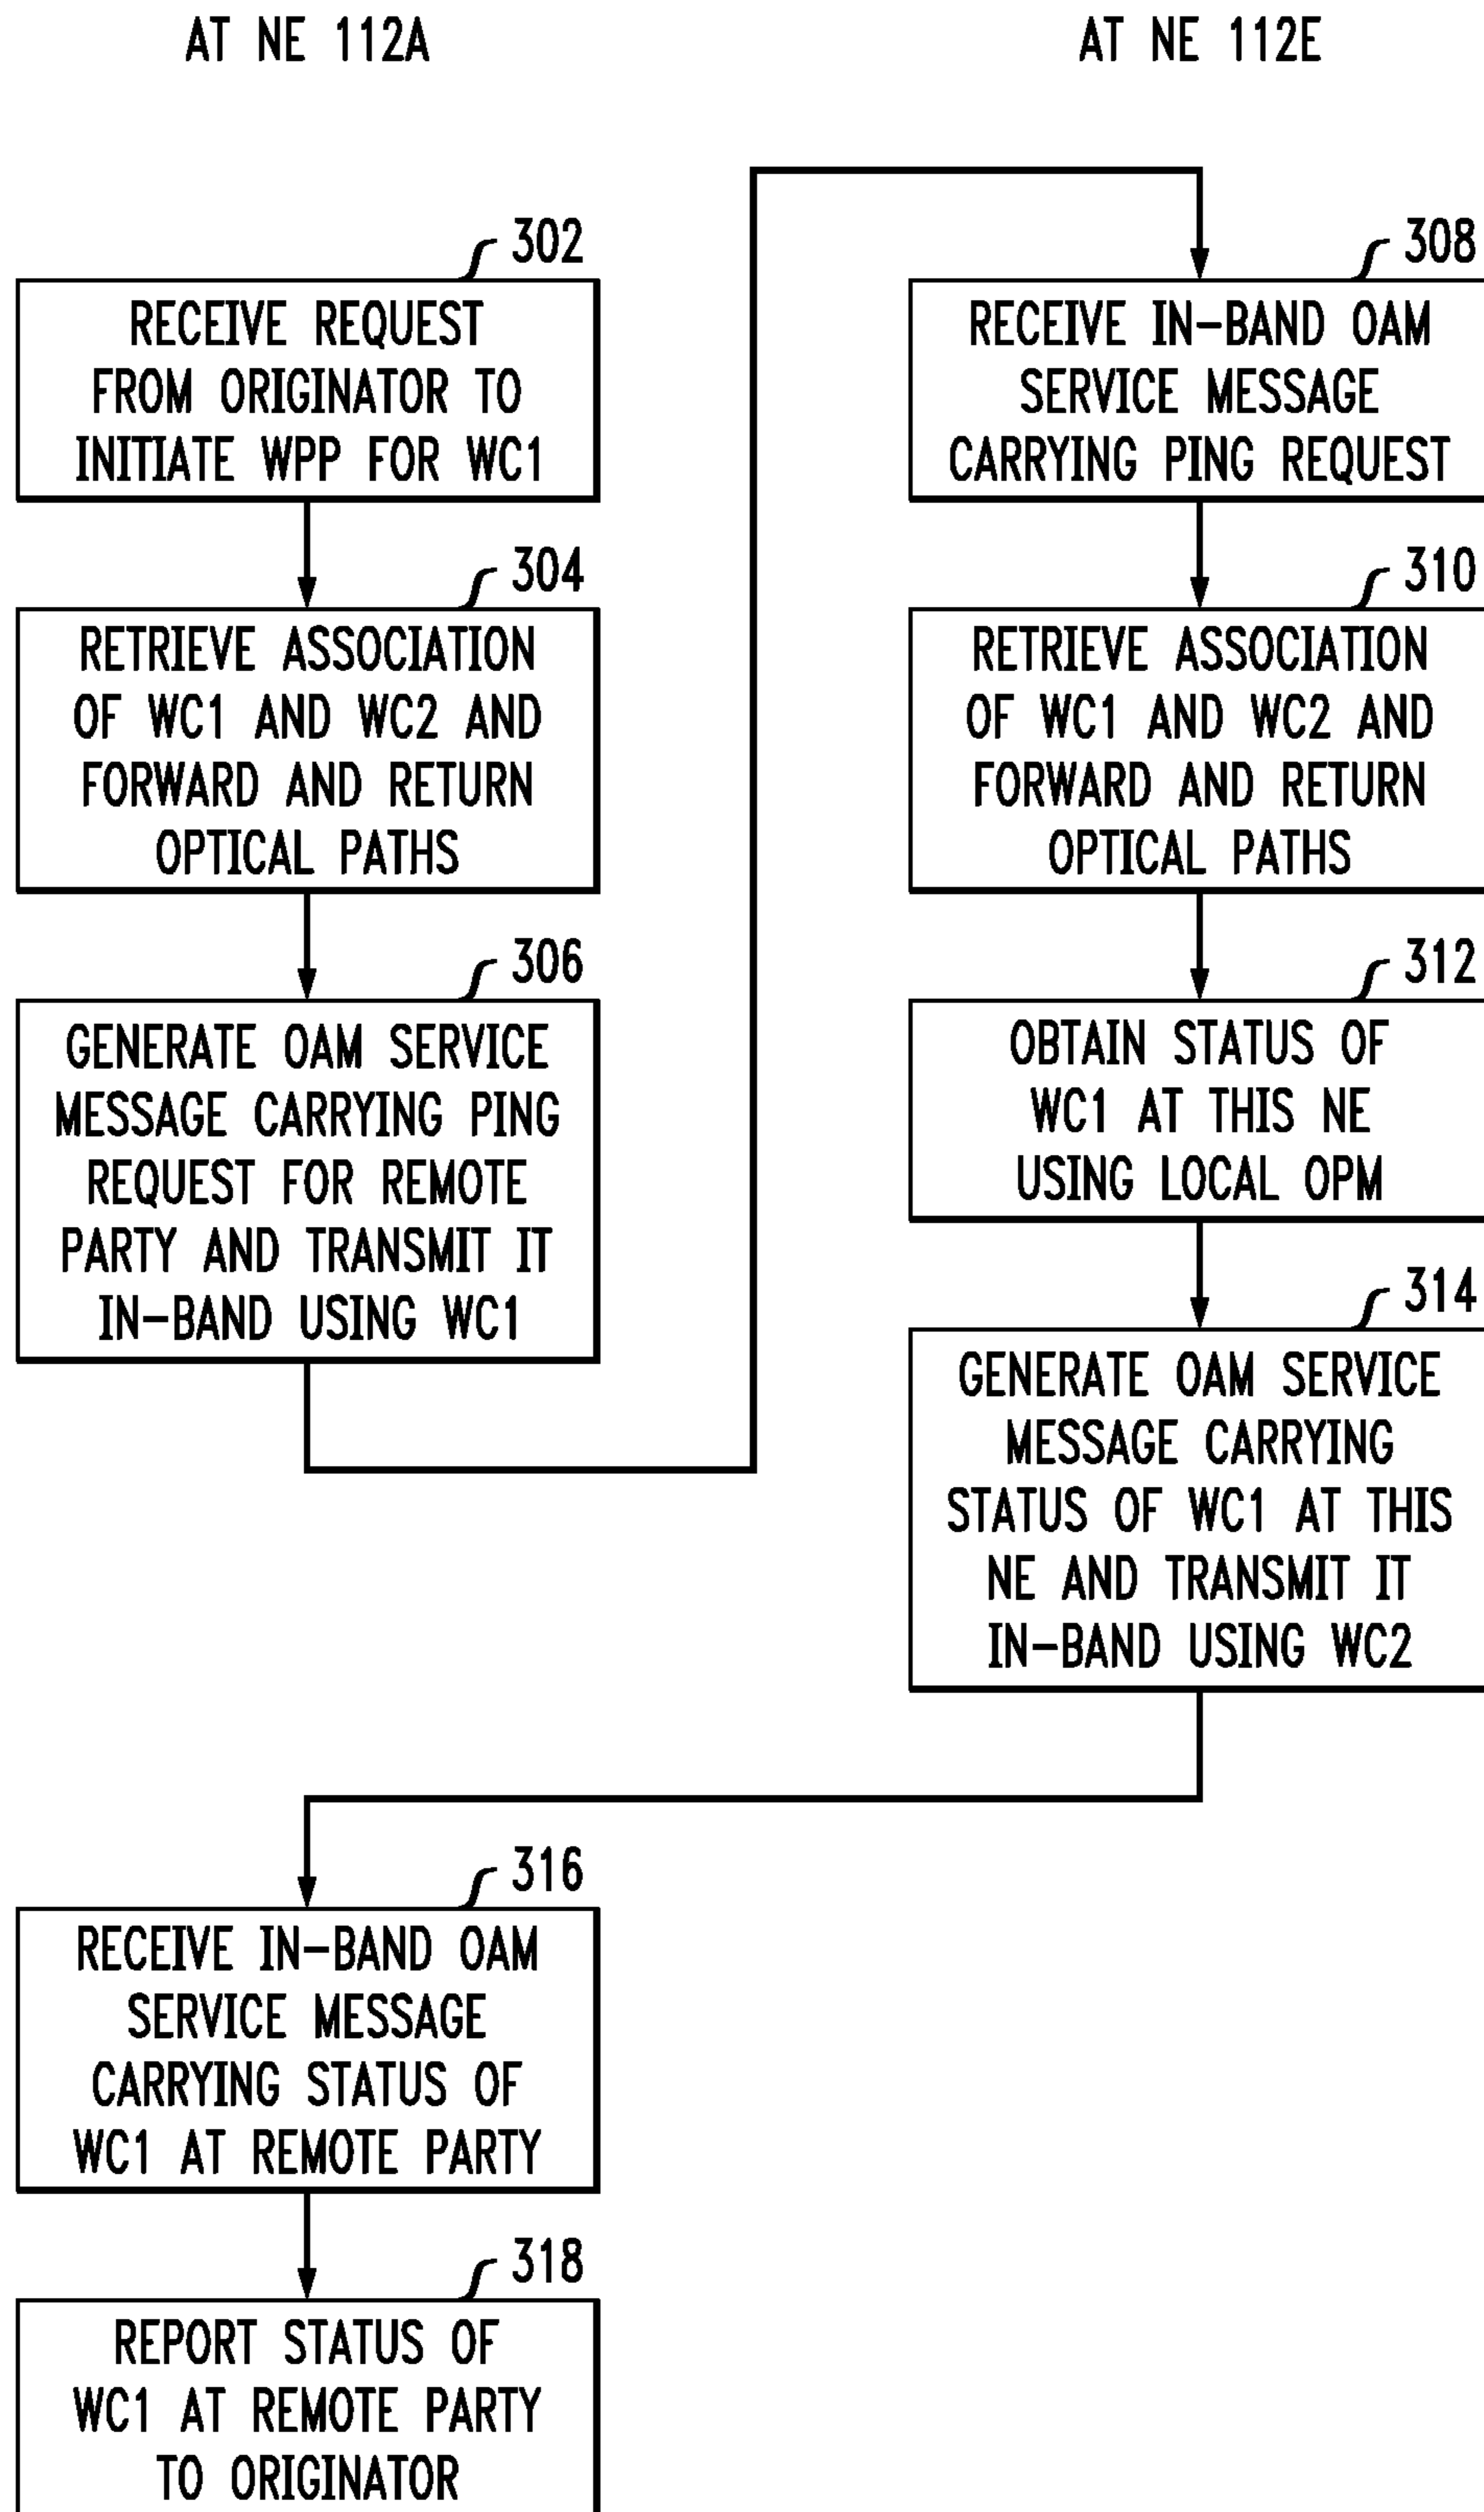 AT NE 112A
302
RECEIVE REQUEST
FROM ORIGINATOR TO
INITIATE WPP FOR WC1
304
RETRIEVE ASSOCIATION
OF WC1 AND WC2 AND
FORWARD AND RETURN
OPTICAL PATHS
306
GENERATE OAM SERVICE
MESSAGE CARRYING PING
REQUEST FOR REMOTE
PARTY AND TRANSMIT IT
IN-BAND USING WC1
AT NE 112E
308
RECEIVE IN-BAND OAM
SERVICE MESSAGE
CARRYING PING REQUEST
310
RETRIEVE ASSOCIATION
OF WC1 AND WC2 AND
FORWARD AND RETURN
OPTICAL PATHS
312
OBTAIN STATUS OF
WC1 AT THIS NE
USING LOCAL OPM
314
GENERATE OAM SERVICE
MESSAGE CARRYING
STATUS OF WC1 AT THIS
NE AND TRANSMIT IT
IN-BAND USING WC2
316
RECEIVE IN-BAND OAM
SERVICE MESSAGE
CARRYING STATUS OF
WC1 AT REMOTE PARTY
318
REPORT STATUS OF
WC1 AT REMOTE PARTY
TO ORIGINATOR